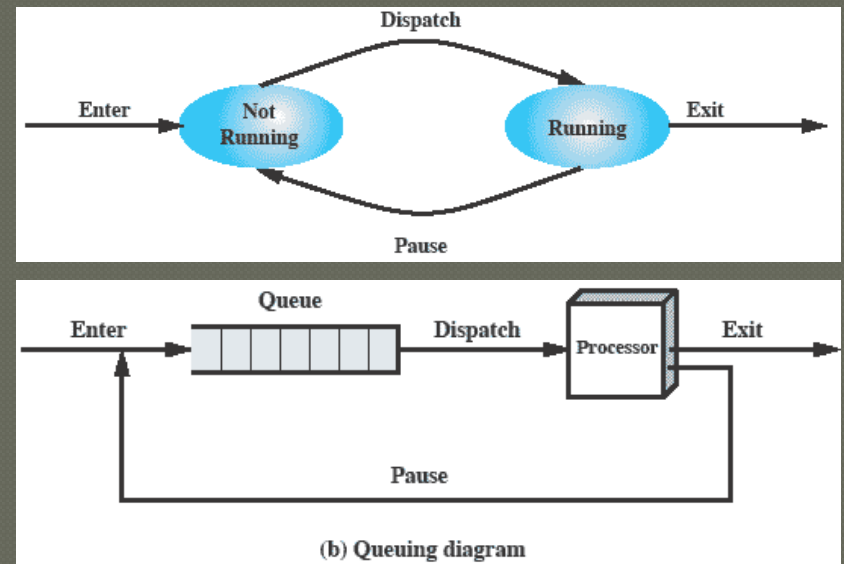 Dispatch
Enter
Not
Running
Running
Exit
Pause
Queue
Enter
Dispatch
Processor
Exit
Pause
(b) Queuing diagram